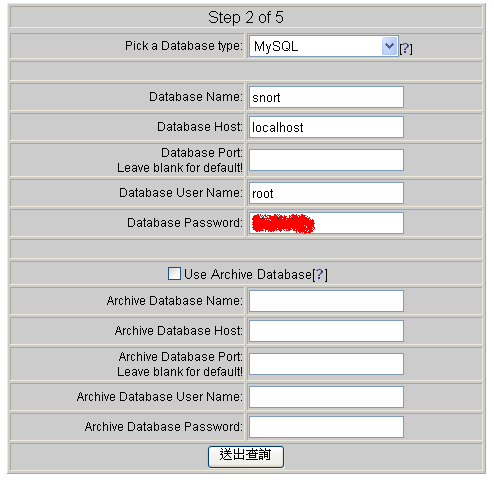 Step 2 of 5
Pick a Database type: MySQL [?]
Database Name: snort
Database Host: localhost
Database Port:
Leave blank for default!
Database User Name: root
Database Password:
Use Archive Database[?]
Archive Database Name:
Archive Database Host:
Archive Database Port:
Leave blank for default!
Archive Database User Name:
Archive Database Password:
送出查詢